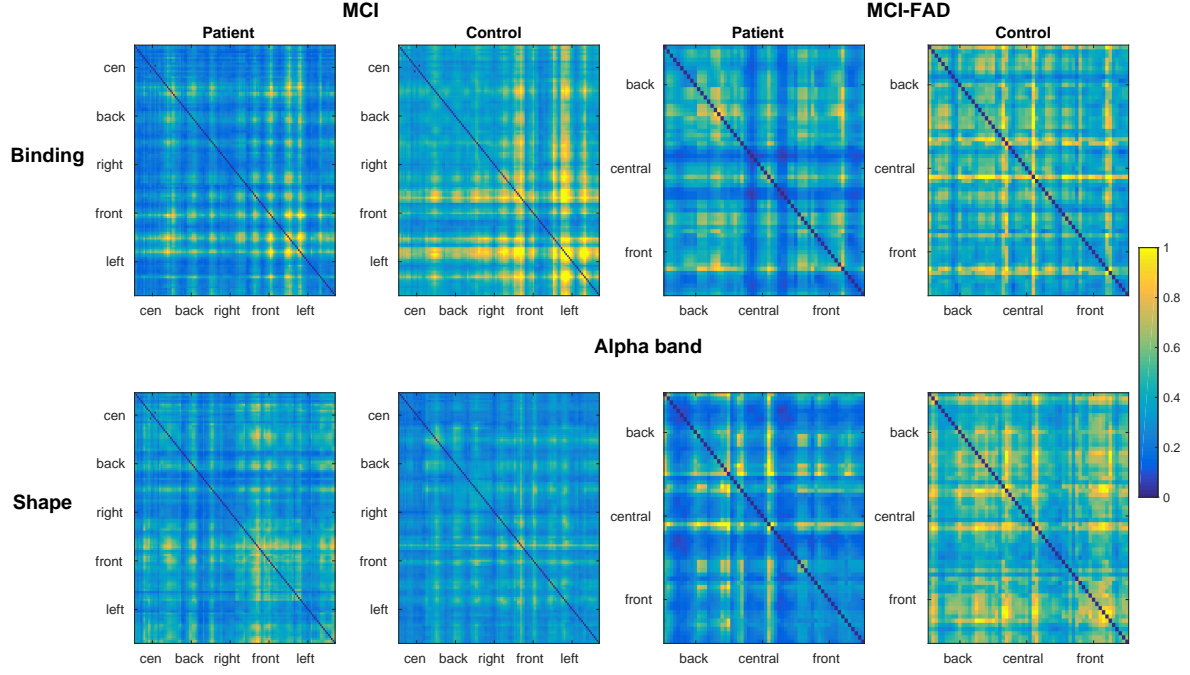 MCI MCI-FAD
Patient Control Patient Control
Binding
cen
back
right
front
left
cen back right front left
cen
back
right
front
left
cen back right front left
back
central
front
back central front
back
central
front
back central front
Alpha band
1
0.8
0.6
0.4
0.2
0
Shape
cen
back
right
front
left
cen back right front left
cen
back
right
front
left
cen back right front left
back
central
front
back central front
back
central
front
back central front